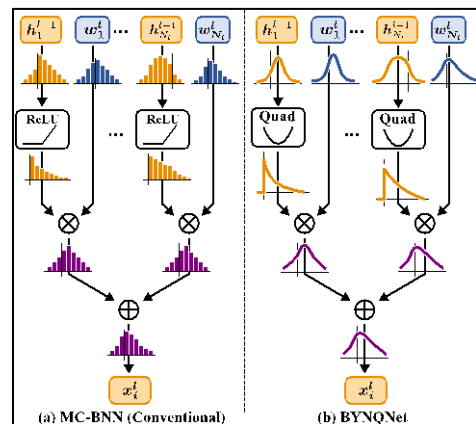 h_1^{l-1} w_1^l ... h_{N_l}^{l-1} w_{N_l}^l
h_1^{l-1} w_1^l ... h_{N_l}^{l-1} w_{N_l}^l
ReLU ... ReLU
Quad ... Quad
x_i^l
x_i^l
(a) MC-BNN (Conventional)
(b) BYNQNet